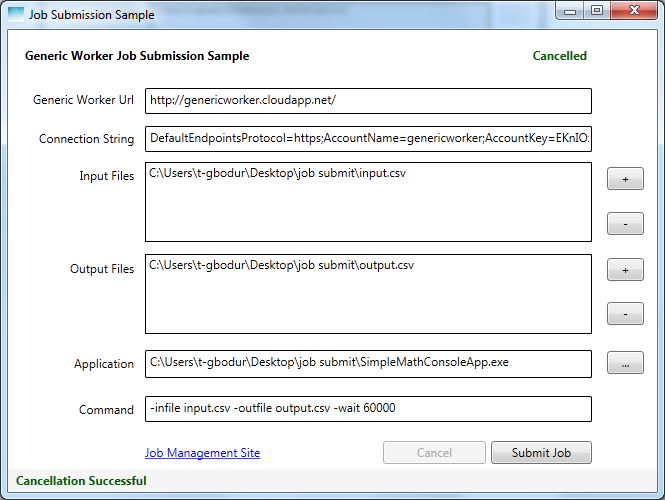 Job Submission Sample
Generic Worker Job Submission Sample
Cancelled
Generic Worker Url
http://genericworker.cloudapp.net/
Connection String
DefaultEndpointsProtocol=https;AccountName=genericworker;AccountKey=EKnIO
Input Files
C:\Users\t-gbodur\Desktop\job submit\input.csv
+
-
Output Files
C:\Users\t-gbodur\Desktop\job submit\output.csv
+
-
Application
C:\Users\t-gbodur\Desktop\job submit\SimpleMathConsoleApp.exe
...
Command
-infile input.csv -outfile output.csv -wait 60000
Job Management Site
Cancel
Submit Job
Cancellation Successful